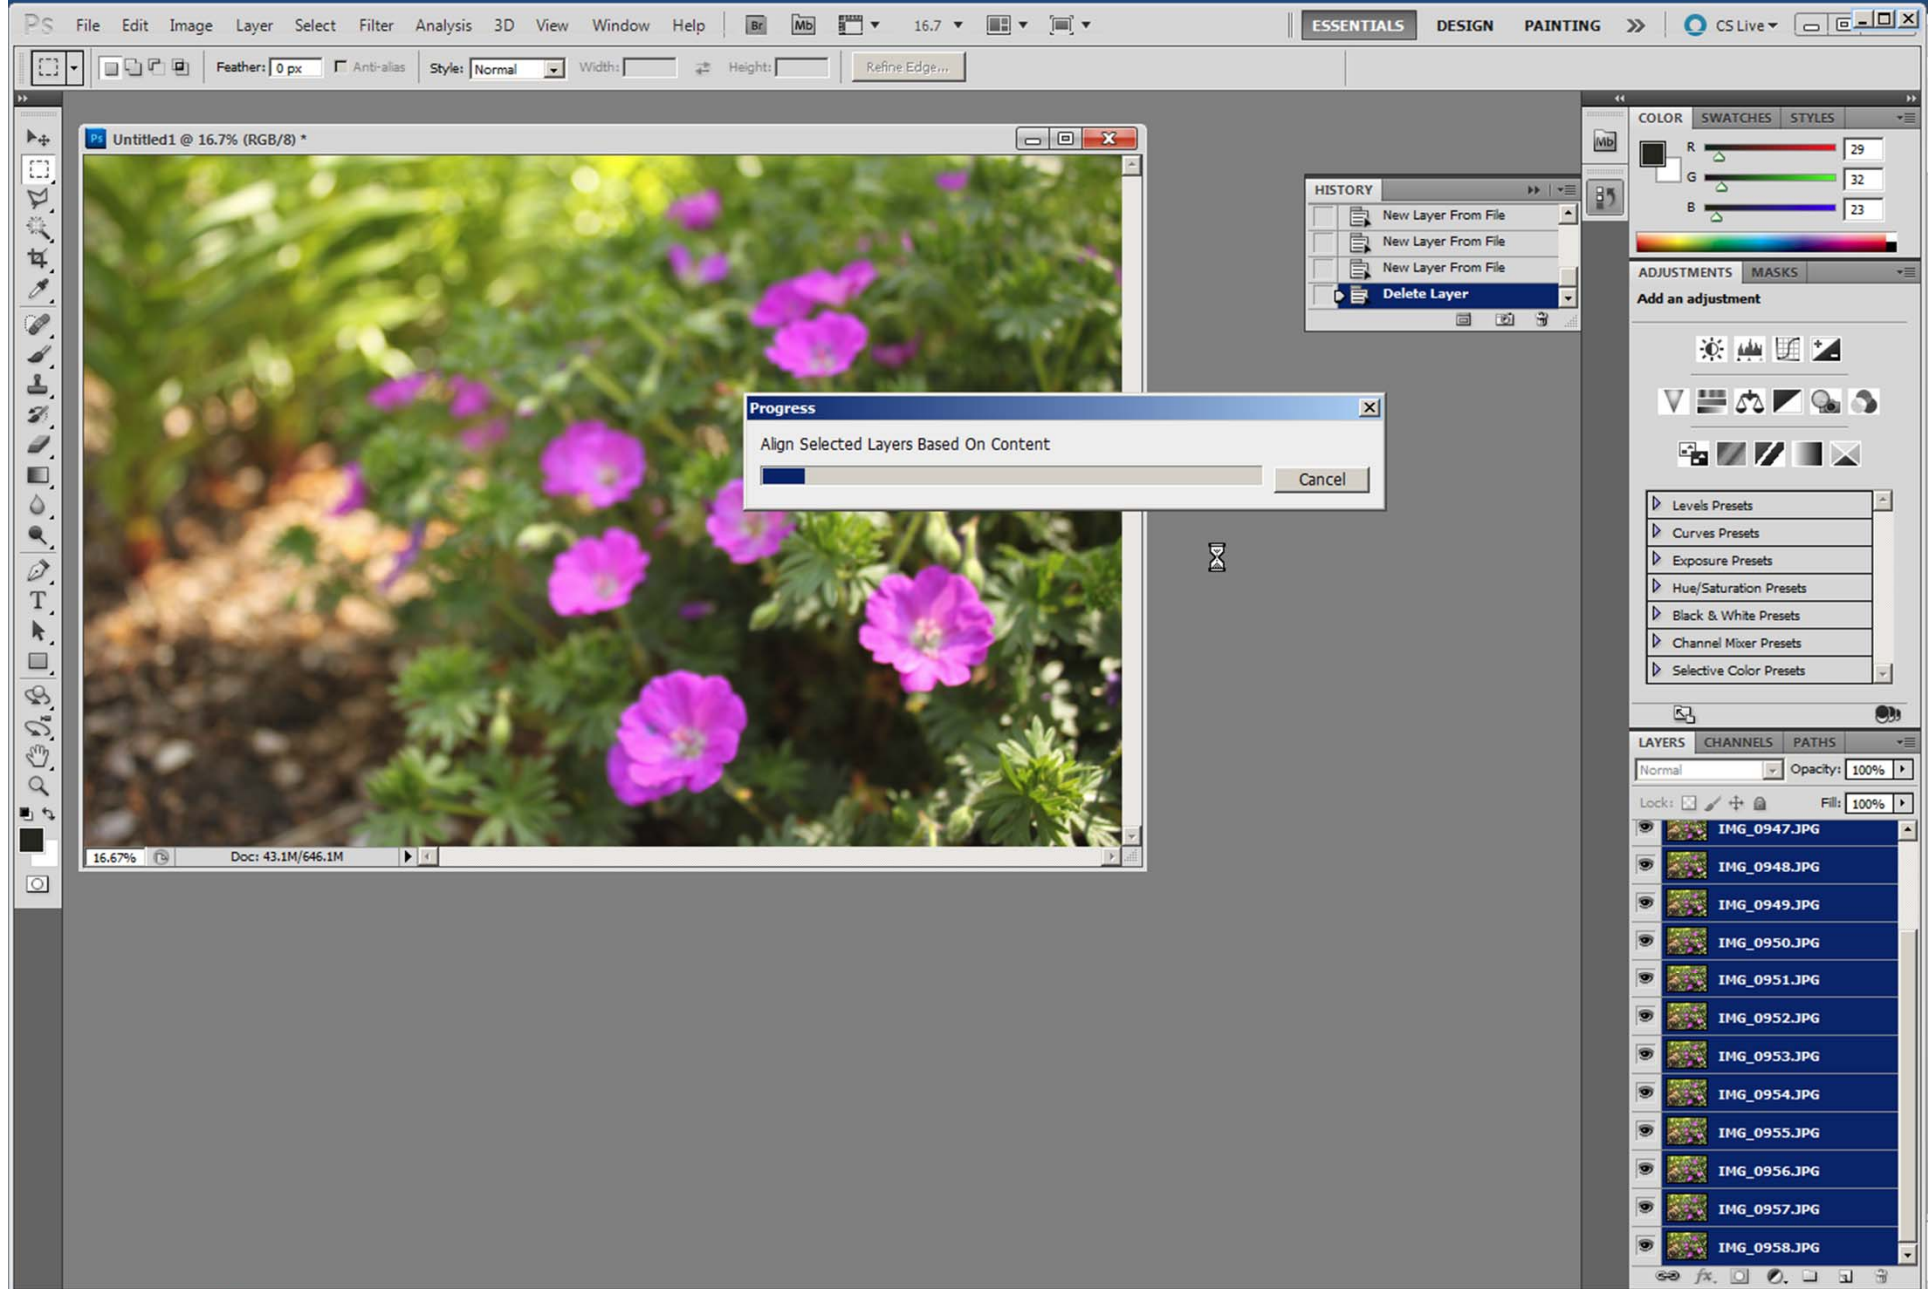 Ps File Edit Image Layer Select Filter Analysis 3D View Window Help Br Mb 16.7 ESSENTIALS DESIGN PAINTING CS Live
Feather: 0 px Anti-alias Style: Normal Width: Height: Refine Edge...
Ps Untitled1 @ 16.7% (RGB/8) *
16.67% Doc: 43.1M/646.1M
T
HISTORY
New Layer From File
New Layer From File
New Layer From File
Delete Layer
Progress
Align Selected Layers Based On Content
Cancel
Mb
COLOR SWATCHES STYLES
R 29
G 32
B 23
ADJUSTMENTS MASKS
Add an adjustment
Levels Presets
Curves Presets
Exposure Presets
Hue/Saturation Presets
Black & White Presets
Channel Mixer Presets
Selective Color Presets
LAYERS CHANNELS PATHS
Normal Opacity: 100%
Lock: Fill: 100%
IMG_0947.JPG
IMG_0948.JPG
IMG_0949.JPG
IMG_0950.JPG
IMG_0951.JPG
IMG_0952.JPG
IMG_0953.JPG
IMG_0954.JPG
IMG_0955.JPG
IMG_0956.JPG
IMG_0957.JPG
IMG_0958.JPG
fx.